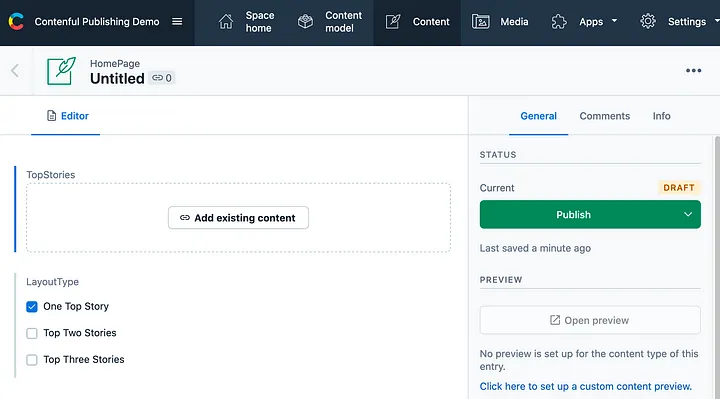 Contenful Publishing Demo
Space home
Content model
Content
Media
Apps
Settings
HomePage
Untitled 0
Editor
General
Comments
Info
TopStories
Add existing content
LayoutType
One Top Story
Top Two Stories
Top Three Stories
STATUS
Current DRAFT
Publish
Last saved a minute ago
PREVIEW
Open preview
No preview is set up for the content type of this
entry.
Click here to set up a custom content preview.